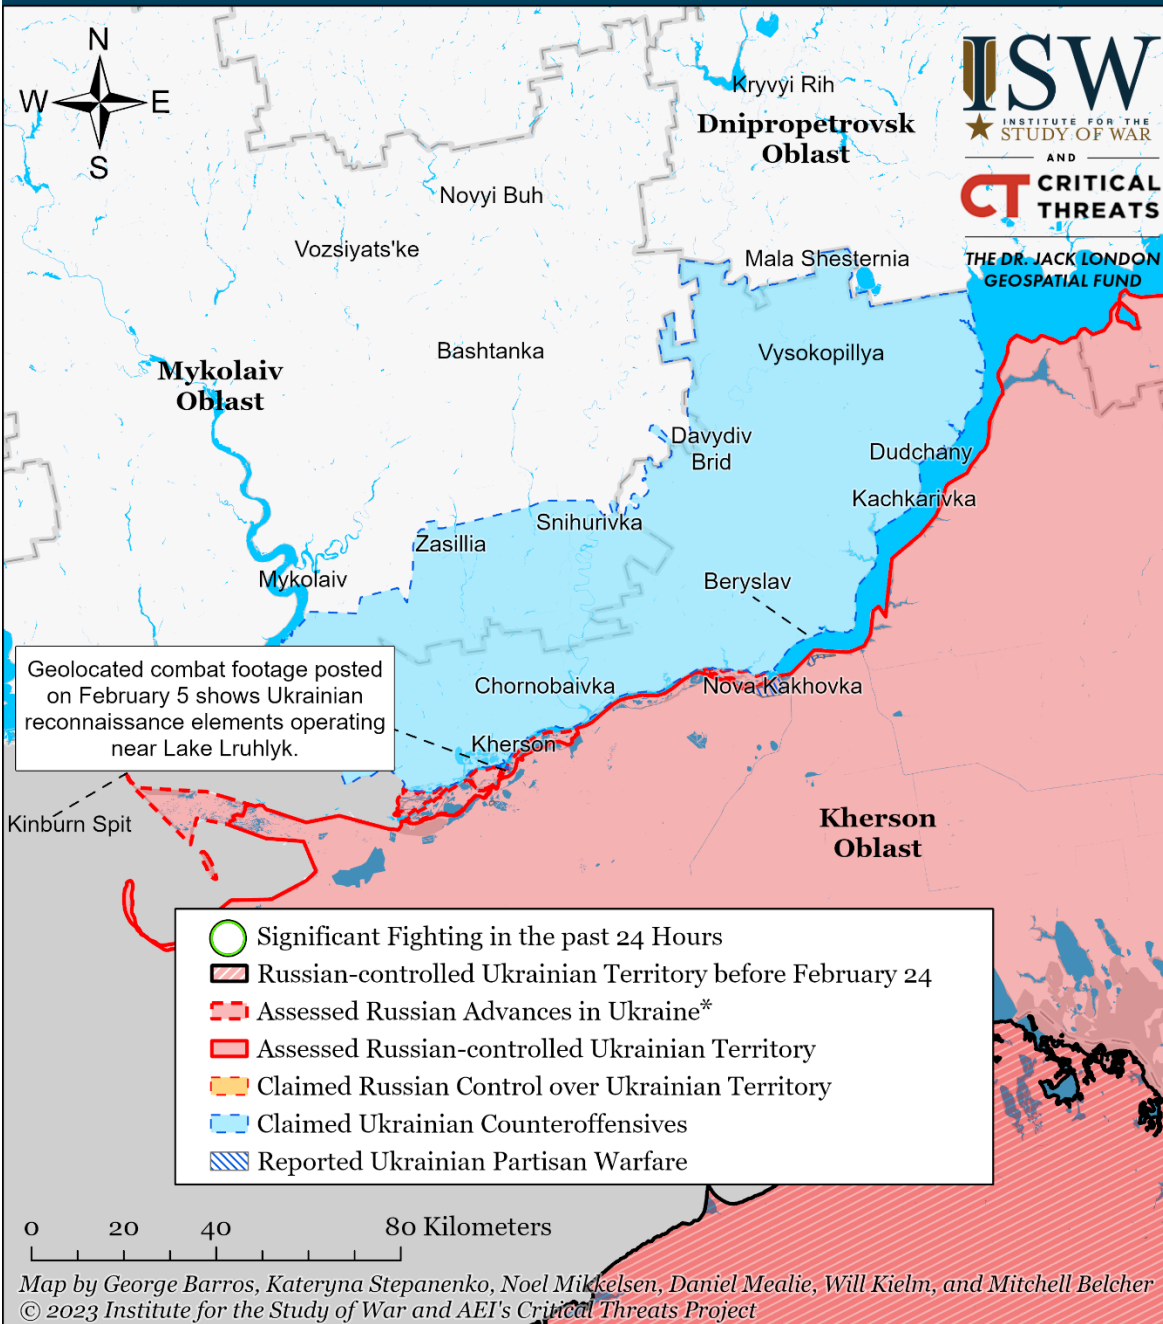 N
W
E
S
ISW
INSTITUTE FOR THE
STUDY OF WAR
AND
CT CRITICAL
THREATS
THE DR. JACK LONDON
GEOSPATIAL FUND
Kryvyi Rih
Dnipropetrovsk
Oblast
Novyi Buh
Vozsiyats'ke
Mala Shesternia
Bashtanka
Vysokopillya
Mykolaiv
Oblast
Davydiv
Brid
Dudchany
Kachkarivka
Snihurivka
Zasillia
Mykolaiv
Beryslav
Geolocated combat footage posted
on February 5 shows Ukrainian
reconnaissance elements operating
near Lake Lruhlyk.
Chornobaivka
Nova Kakhovka
Kherson
Kinburn Spit
Kherson
Oblast
Significant Fighting in the past 24 Hours
Russian-controlled Ukrainian Territory before February 24
Assessed Russian Advances in Ukraine*
Assessed Russian-controlled Ukrainian Territory
Claimed Russian Control over Ukrainian Territory
Claimed Ukrainian Counteroffensives
Reported Ukrainian Partisan Warfare
0 20 40 80 Kilometers
Map by George Barros, Kateryna Stepanenko, Noel Mikkelsen, Daniel Mealie, Will Kielm, and Mitchell Belcher
© 2023 Institute for the Study of War and AEI's Critical Threats Project